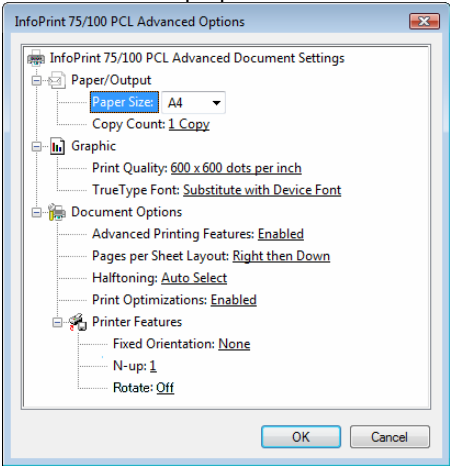 InfoPrint 75/100 PCL Advanced Options
InfoPrint 75/100 PCL Advanced Document Settings
Paper/Output
Paper Size: A4
Copy Count: 1 Copy
Graphic
Print Quality: 600 x 600 dots per inch
TrueType Font: Substitute with Device Font
Document Options
Advanced Printing Features: Enabled
Pages per Sheet Layout: Right then Down
Halftoning: Auto Select
Print Optimizations: Enabled
Printer Features
Fixed Orientation: None
N-up: 1
Rotate: Off
OK Cancel